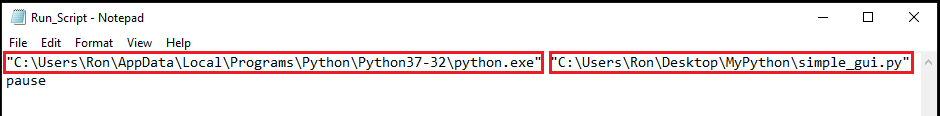 Run_Script - Notepad
File Edit Format View Help
"C:\Users\Ron\AppData\Local\Programs\Python\Python37-32\python.exe" "C:\Users\Ron\Desktop\MyPython\simple_gui.py"
pause